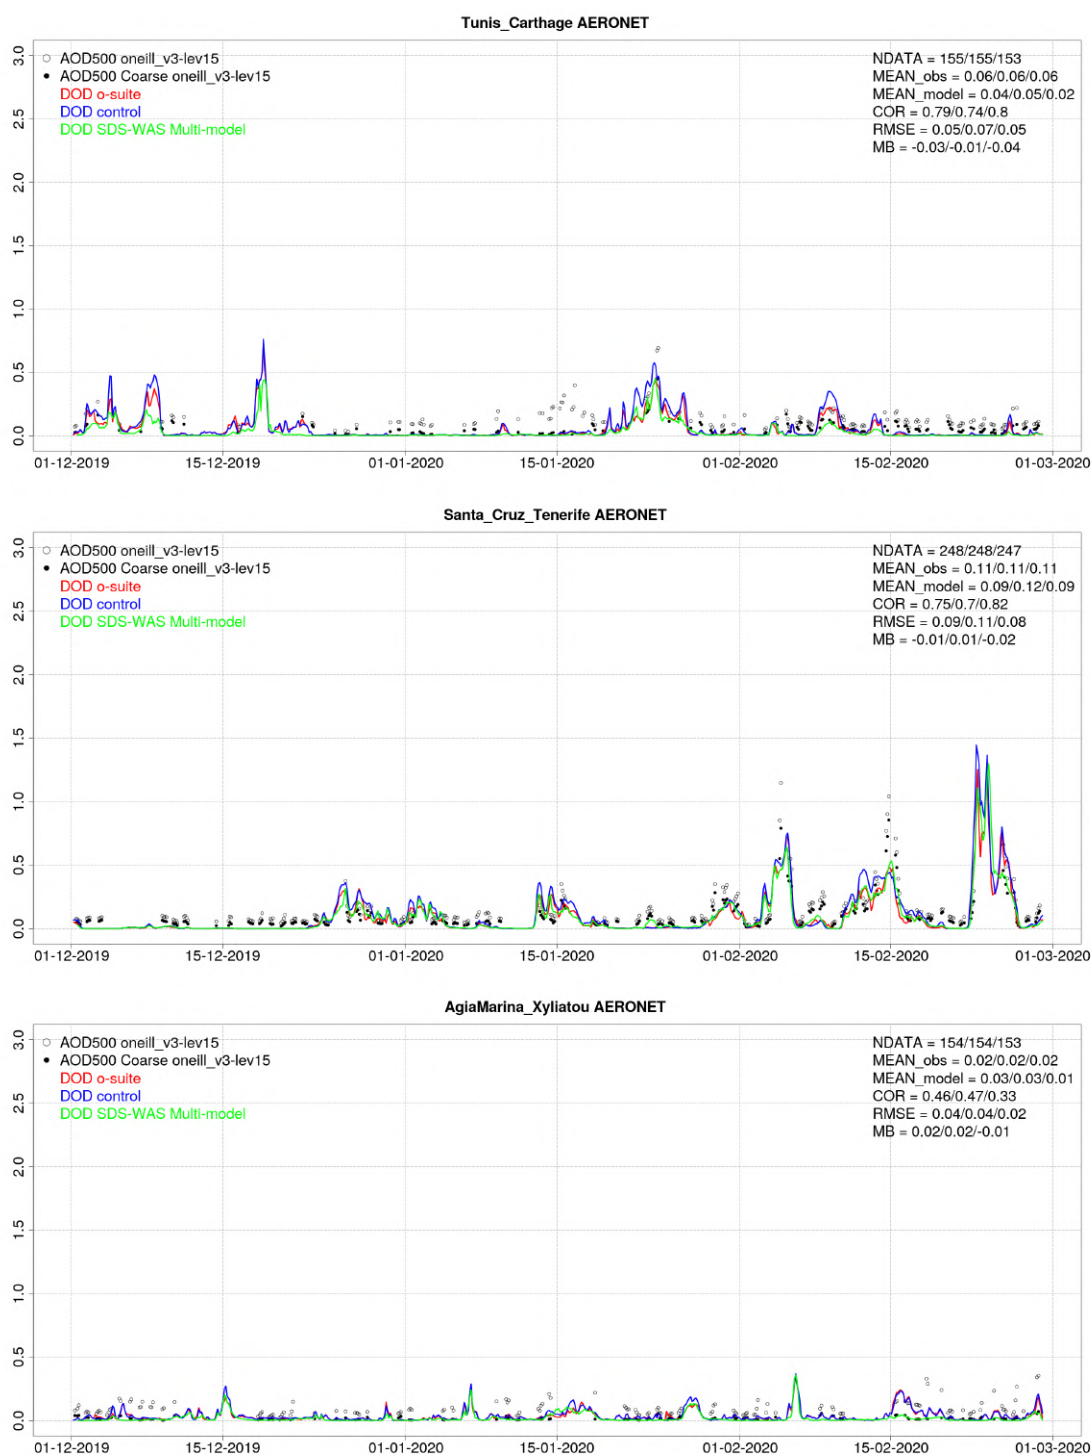 Tunis_Carthage AERONET
AOD500 oneill_v3-lev15
AOD500 Coarse oneill_v3-lev15
DOD o-suite
DOD control
DOD SDS-WAS Multi-model
NDATA = 155/155/153
MEAN_obs = 0.06/0.06/0.06
MEAN_model = 0.04/0.05/0.02
COR = 0.79/0.74/0.8
RMSE = 0.05/0.07/0.05
MB = -0.03/-0.01/-0.04
3.0
2.5
2.0
1.5
1.0
0.5
0.0
01-12-2019 15-12-2019 01-01-2020 15-01-2020 01-02-2020 15-02-2020 01-03-2020
Santa_Cruz_Tenerife AERONET
AOD500 oneill_v3-lev15
AOD500 Coarse oneill_v3-lev15
DOD o-suite
DOD control
DOD SDS-WAS Multi-model
NDATA = 248/248/247
MEAN_obs = 0.11/0.11/0.11
MEAN_model = 0.09/0.12/0.09
COR = 0.75/0.7/0.82
RMSE = 0.09/0.11/0.08
MB = -0.01/0.01/-0.02
3.0
2.5
2.0
1.5
1.0
0.5
0.0
01-12-2019 15-12-2019 01-01-2020 15-01-2020 01-02-2020 15-02-2020 01-03-2020
AgiaMarina_Xyliatou AERONET
AOD500 oneill_v3-lev15
AOD500 Coarse oneill_v3-lev15
DOD o-suite
DOD control
DOD SDS-WAS Multi-model
NDATA = 154/154/153
MEAN_obs = 0.02/0.02/0.02
MEAN_model = 0.03/0.03/0.01
COR = 0.46/0.47/0.33
RMSE = 0.04/0.04/0.02
MB = 0.02/0.02/-0.01
3.0
2.5
2.0
1.5
1.0
0.5
0.0
01-12-2019 15-12-2019 01-01-2020 15-01-2020 01-02-2020 15-02-2020 01-03-2020